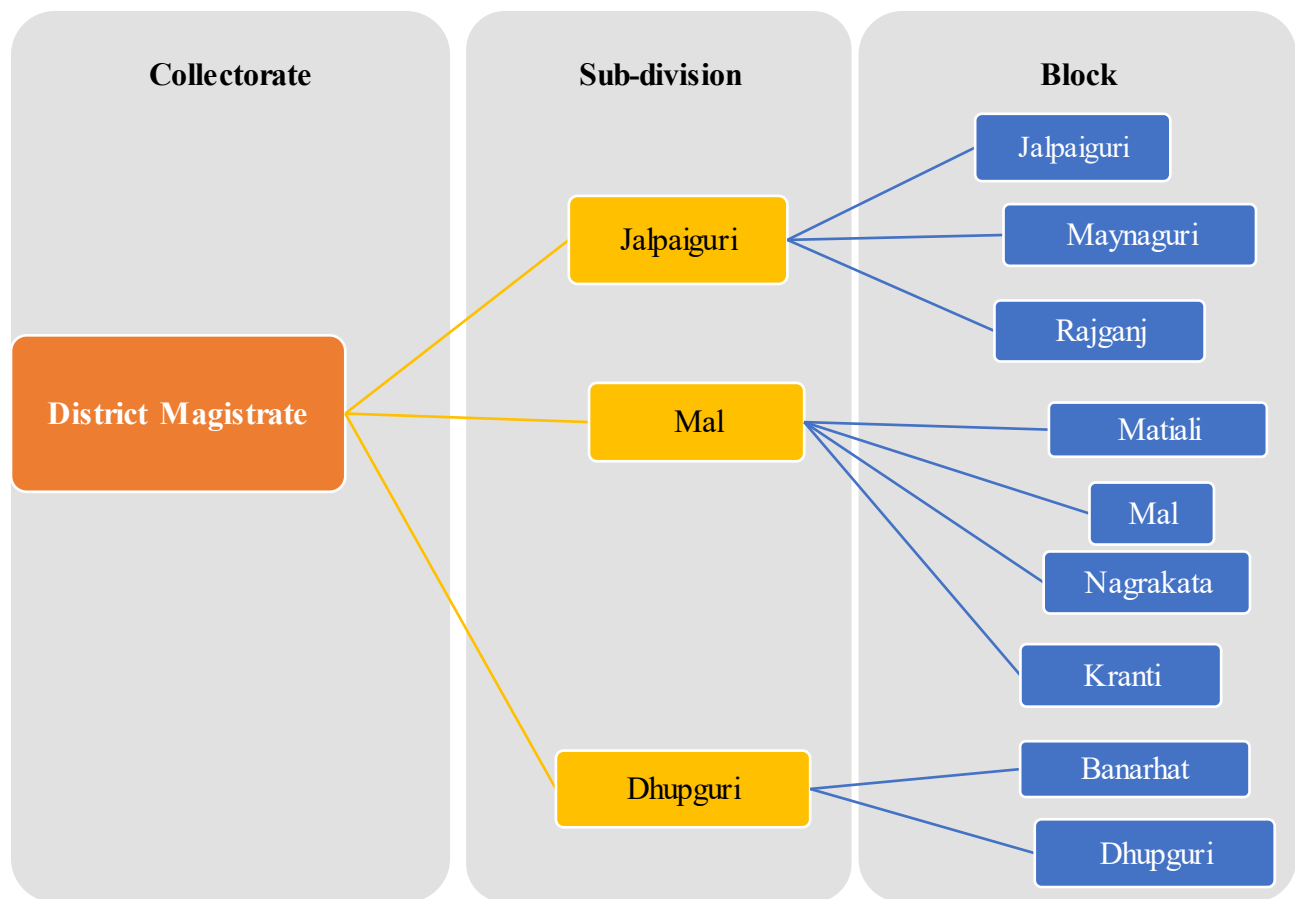 Collectorate
Sub-division
Block
District Magistrate
Jalpaiguri
Jalpaiguri
Maynaguri
Rajganj
Mal
Matiali
Mal
Nagrakata
Kranti
Dhupguri
Banarhat
Dhupguri